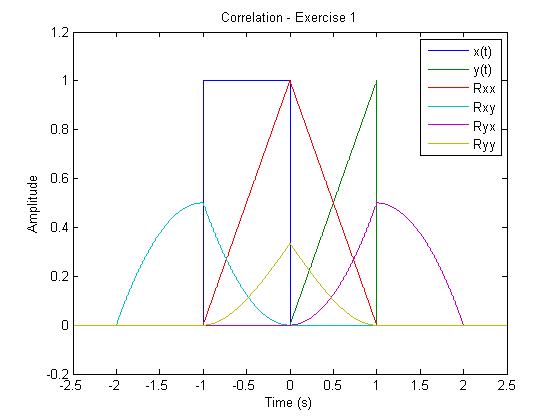 Correlation - Exercise 1
1.2
1
0.8
0.6
0.4
0.2
0
-0.2
Amplitude
-2.5 -2 -1.5 -1 -0.5 0 0.5 1 1.5 2 2.5
Time (s)
x(t)
y(t)
Rxx
Rxy
Ryx
Ryy